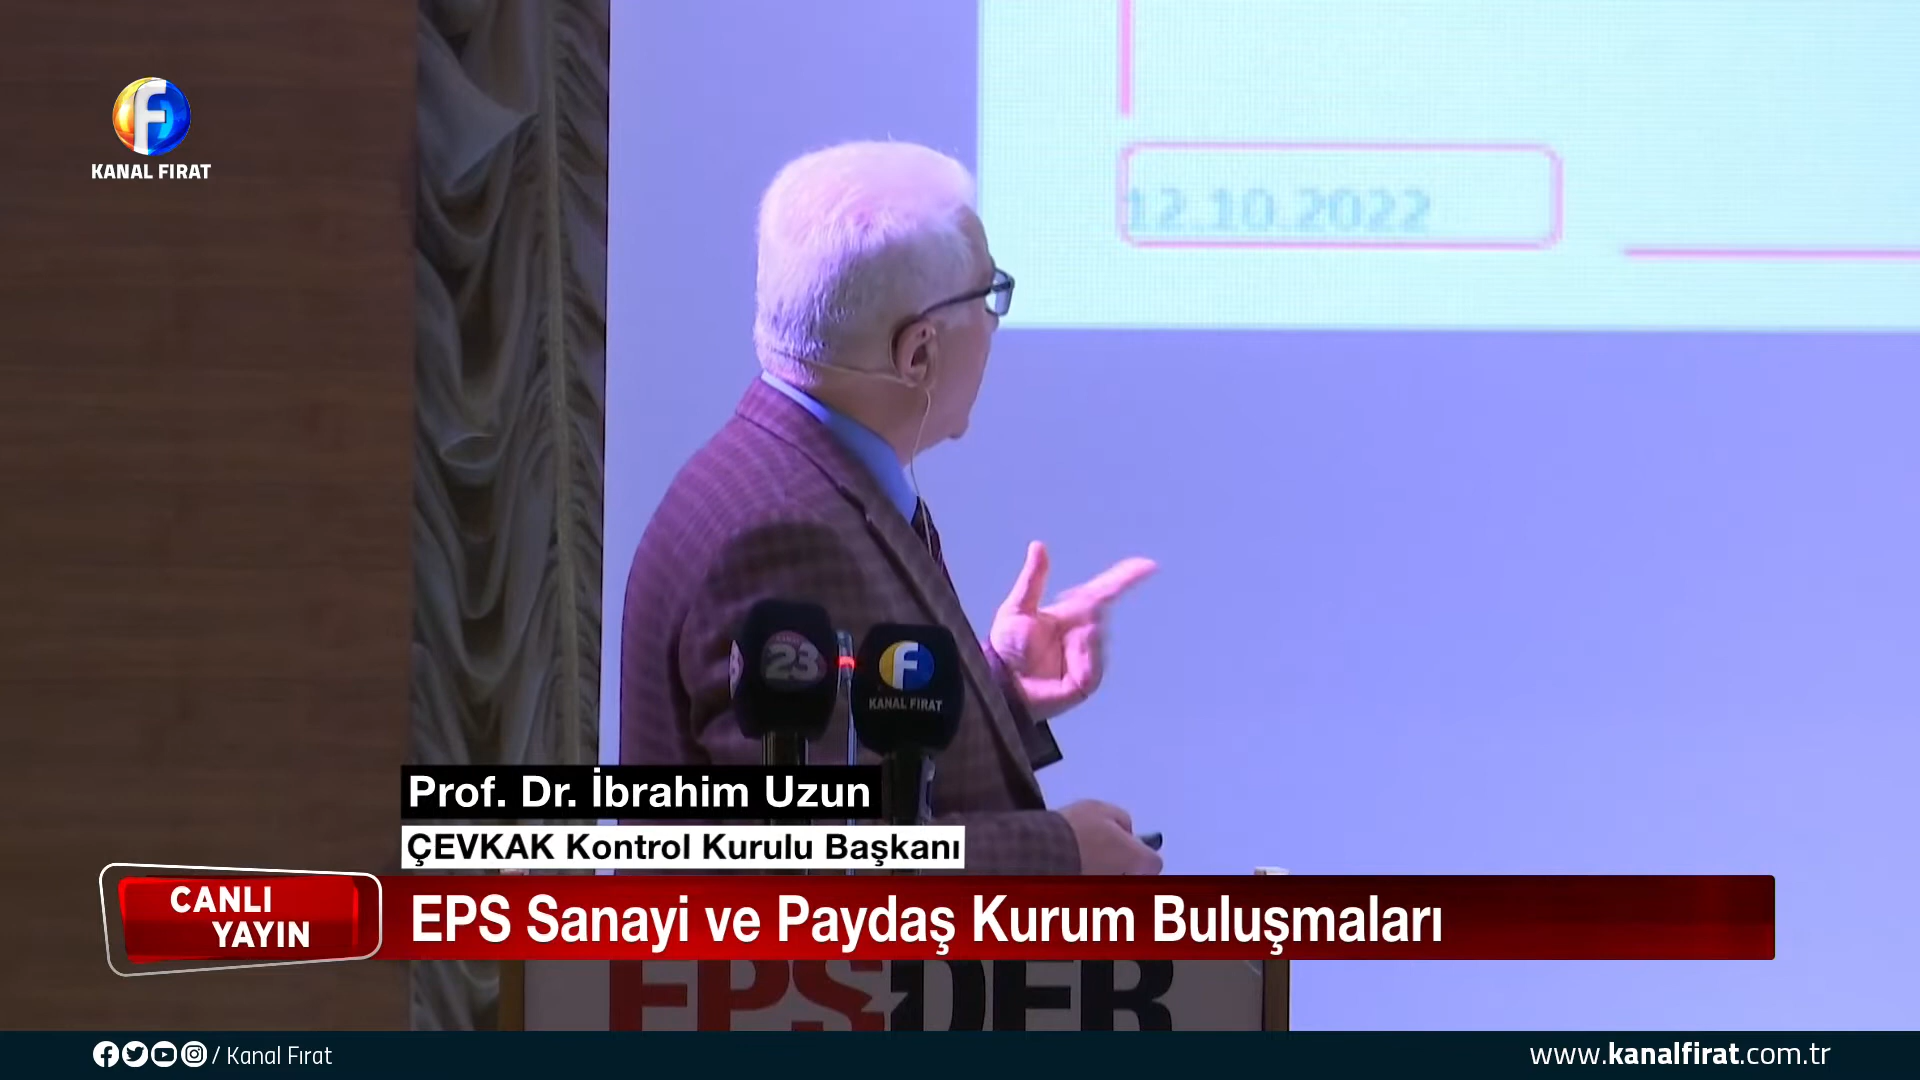 KANAL FIRAT
12.10.2022
23
KANAL FIRAT
Prof. Dr. İbrahim Uzun
ÇEVKAK Kontrol Kurulu Başkanı
CANLI
YAYIN
EPS Sanayi ve Paydaş Kurum Buluşmaları
EPSDER
/ Kanal Fırat
www.kanalfirat.com.tr